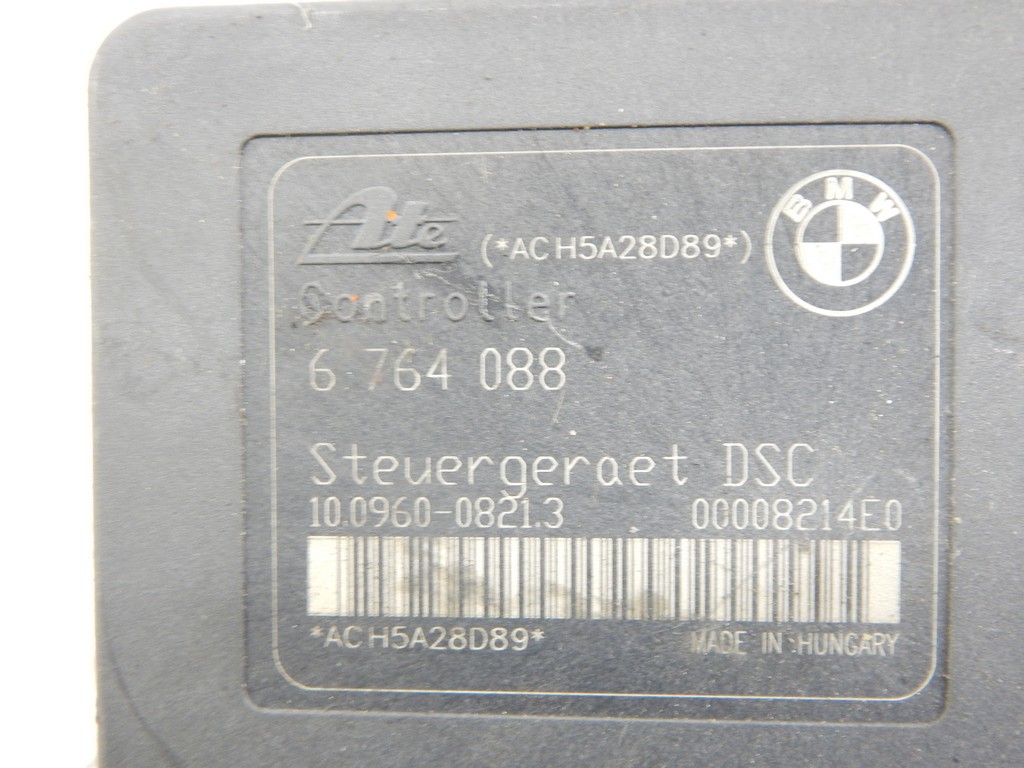 Ate (*ACH5A28D89*) BMW
Controller
6 764 088
Steuergeraet DSC
10.0960-0821.3 00008214E0
*ACH5A28D89* MADE IN HUNGARY